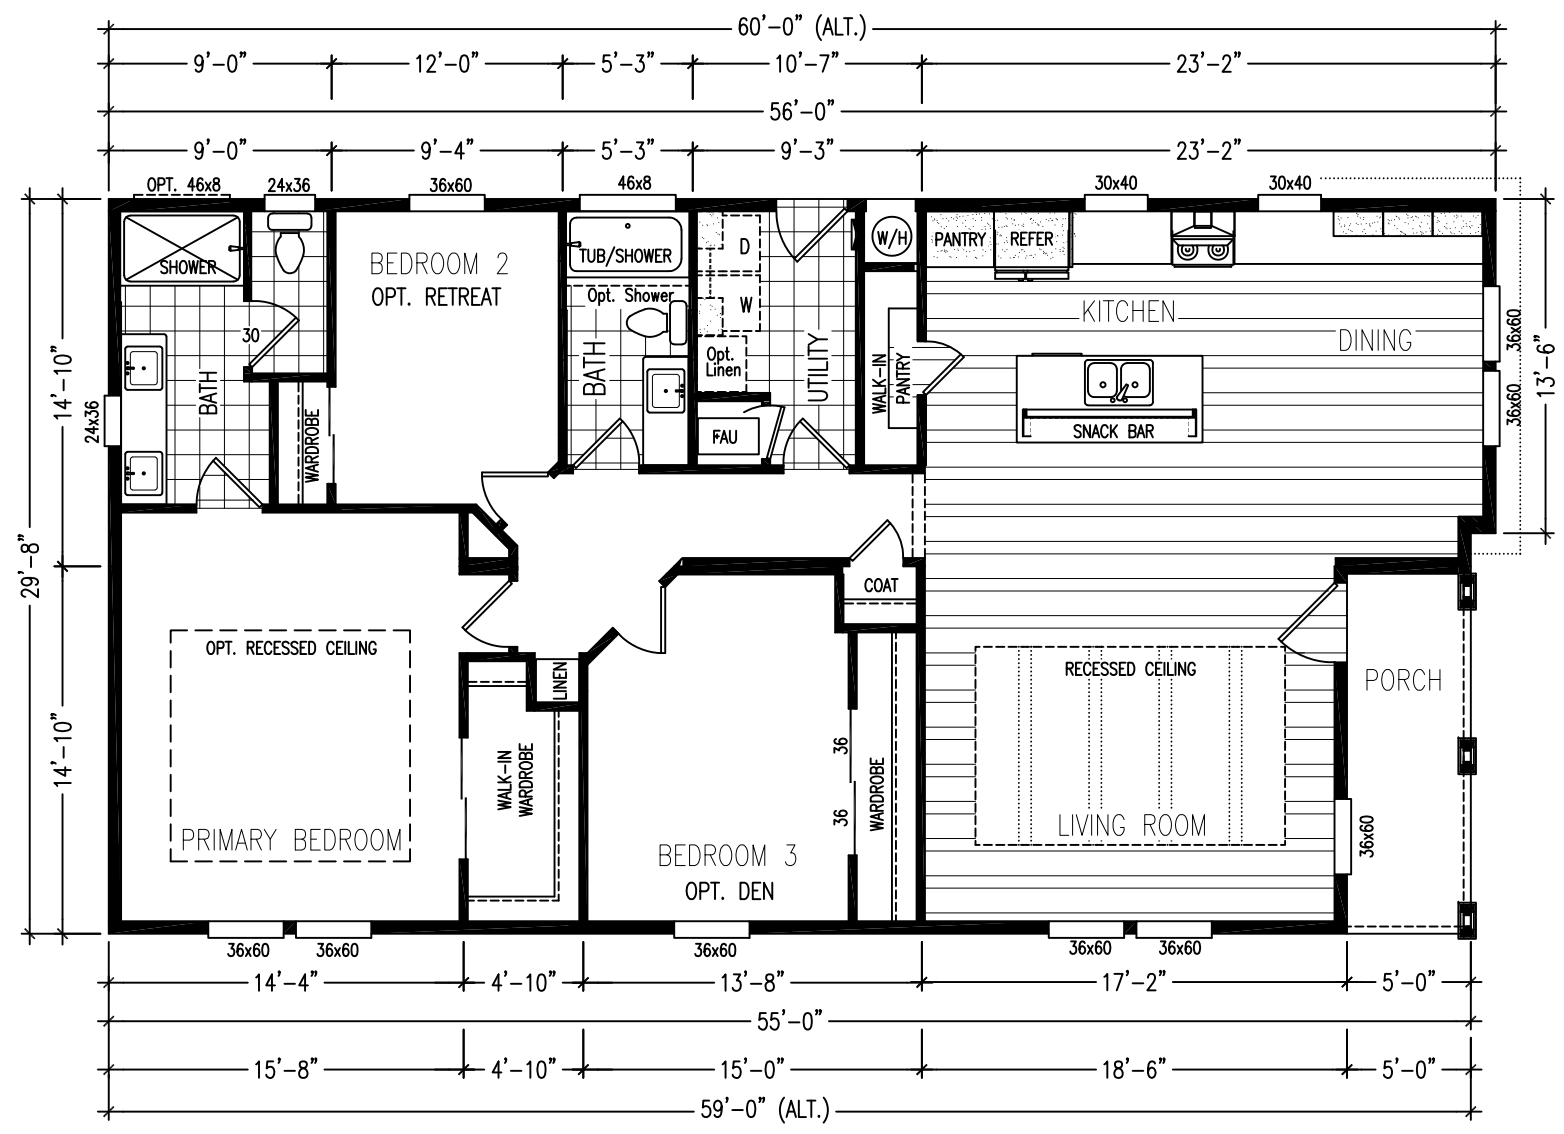 60'-0" (ALT.)
9'-0" 12'-0" 5'-3" 10'-7" 23'-2"
56'-0"
9'-0" 9'-4" 5'-3" 9'-3" 23'-2"
OPT. 46x8 24x36 36x60 46x8 30x40 30x40
SHOWER
30
BATH
24x36
WARDROBE
BEDROOM 2
OPT. RETREAT
TUB/SHOWER
Opt. Shower
BATH
D
W
Opt.
Linen
FAU
UTILITY
W/H
WALK-IN
PANTRY
PANTRY
REFER
KITCHEN
DINING
SNACK BAR
36x60
36x60
13'-6"
14'-10"
29'-8"
14'-10"
COAT
OPT. RECESSED CEILING
PRIMARY BEDROOM
LINEN
WALK-IN
WARDROBE
BEDROOM 3
OPT. DEN
36
36
WARDROBE
RECESSED CEILING
LIVING ROOM
PORCH
36x60
36x60 36x60 36x60 36x60 36x60
14'-4" 4'-10" 13'-8" 17'-2" 5'-0"
55'-0"
15'-8" 4'-10" 15'-0" 18'-6" 5'-0"
59'-0" (ALT.)